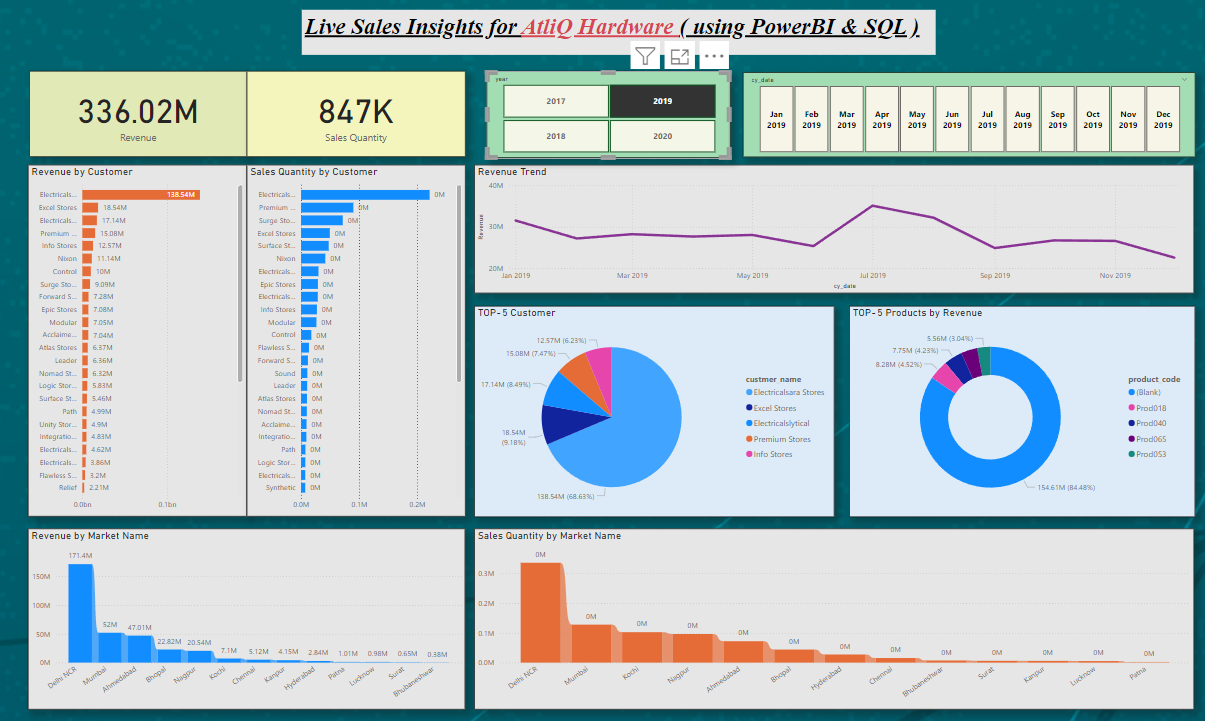 Live Sales Insights for AtliQ Hardware ( using PowerBI & SQL )
336.02M
Revenue
847K
Sales Quantity
year
2017
2019
2018
2020
cy_date
Jan 2019
Feb 2019
Mar 2019
Apr 2019
May 2019
Jun 2019
Jul 2019
Aug 2019
Sep 2019
Oct 2019
Nov 2019
Dec 2019
Revenue by Customer
Electricals... 138.54M
Excel Stores 18.54M
Electricals... 17.14M
Premium ... 15.08M
Info Stores 12.57M
Nixon 11.14M
Control 10M
Surge Sto... 9.09M
Forward S... 7.28M
Epic Stores 7.08M
Modular 7.05M
Acclaime... 7.04M
Atlas Stores 6.37M
Leader 6.36M
Nomad St... 6.32M
Logic Stor... 5.83M
Surface St... 5.46M
Path 4.99M
Unity Stor... 4.9M
Integratio... 4.83M
Electricals... 4.62M
Electricals... 3.86M
Flawless S... 3.2M
Relief 2.21M
0.0bn 0.1bn
Sales Quantity by Customer
Electricals... 0M
Premium ... 0M
Surge Sto... 0M
Excel Stores 0M
Surface St... 0M
Nixon 0M
Electricals... 0M
Epic Stores 0M
Electricals... 0M
Info Stores 0M
Modular 0M
Control 0M
Flawless S... 0M
Forward S... 0M
Sound 0M
Leader 0M
Atlas Stores 0M
Nomad St... 0M
Acclaime... 0M
Integratio... 0M
Path 0M
Logic Stor... 0M
Electricals... 0M
Synthetic 0M
0.0M 0.1M 0.2M
Revenue Trend
Revenue
40M
30M
20M
Jan 2019 Mar 2019 May 2019 Jul 2019 Sep 2019 Nov 2019
cy_date
TOP-5 Customer
12.57M (6.23%)
15.08M (7.47%)
17.14M (8.49%)
18.54M
(9.18%)
138.54M (68.63%)
custmer_name
Electricalsara Stores
Excel Stores
Electricalslytical
Premium Stores
Info Stores
TOP-5 Products by Revenue
5.56M (3.04%)
7.75M (4.23%)
8.28M (4.52%)
154.61M (84.48%)
product_code
(Blank)
Prod018
Prod040
Prod065
Prod053
Revenue by Market Name
150M
100M
50M
0M
171.4M 52M 47.01M 22.82M 20.54M 7.1M 5.12M 4.15M 2.84M 1.01M 0.98M 0.65M 0.38M
Delhi NCR Mumbai Ahmedabad Bhopal Nagpur Kochi Chennai Kanpur Hyderabad Patna Lucknow Surat Bhubaneshwar
Sales Quantity by Market Name
0.3M
0.2M
0.1M
0.0M
0M 0M 0M 0M 0M 0M 0M 0M 0M 0M 0M 0M 0M
Delhi NCR Mumbai Kochi Nagpur Ahmedabad Bhopal Hyderabad Chennai Bhubaneshwar Surat Kanpur Lucknow Patna